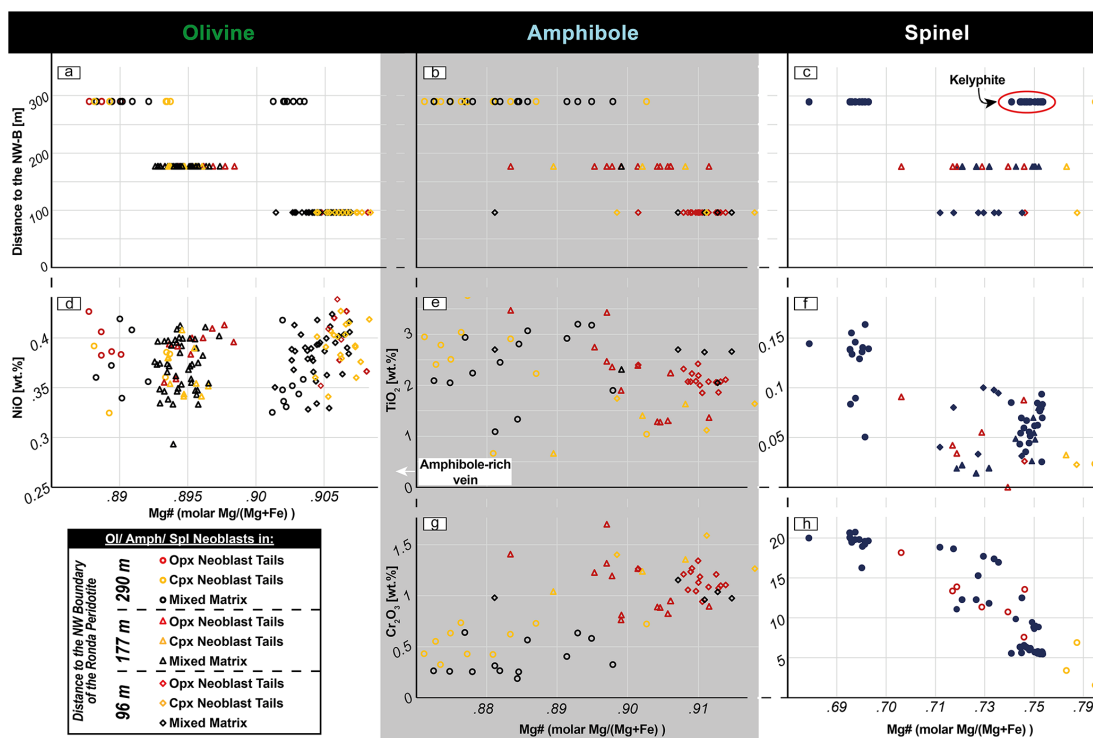 Olivine
Amphibole
Spinel
a
b
c
Kelyphite
Distance to the NW-B [m]
300
200
100
0
d
e
f
NiO [wt.%]
0.4
0.35
0.3
0.25
.89
.895
.90
.905
Mg# (molar Mg/(Mg+Fe) )
TiO2 [wt.%]
3
2
1
0
Amphibole-rich
vein
0.15
0.1
0.05
g
h
Cr2O3 [wt.%]
1.5
1
0.5
0
.88
.89
.90
.91
Mg# (molar Mg/(Mg+Fe) )
20
15
10
5
.69
.70
.71
.73
.74
.75
.79
Mg# (molar Mg/(Mg+Fe) )
Ol/ Amph/ Spl Neoblasts in:
Distance to the NW Boundary
of the Ronda Peridotite
290 m
Opx Neoblast Tails
Cpx Neoblast Tails
Mixed Matrix
177 m
Opx Neoblast Tails
Cpx Neoblast Tails
Mixed Matrix
96 m
Opx Neoblast Tails
Cpx Neoblast Tails
Mixed Matrix